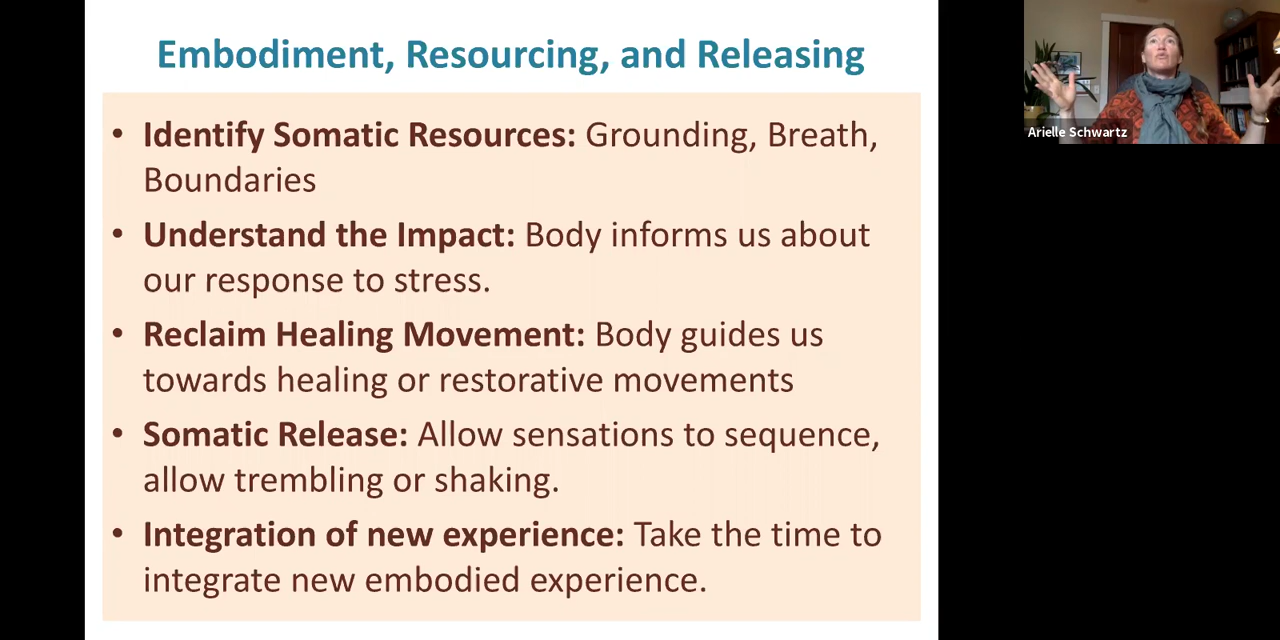 Embodiment, Resourcing, and Releasing
• Identify Somatic Resources: Grounding, Breath,
Boundaries
• Understand the Impact: Body informs us about
our response to stress.
• Reclaim Healing Movement: Body guides us
towards healing or restorative movements
• Somatic Release: Allow sensations to sequence,
allow trembling or shaking.
• Integration of new experience: Take the time to
integrate new embodied experience.
Arielle Schwartz